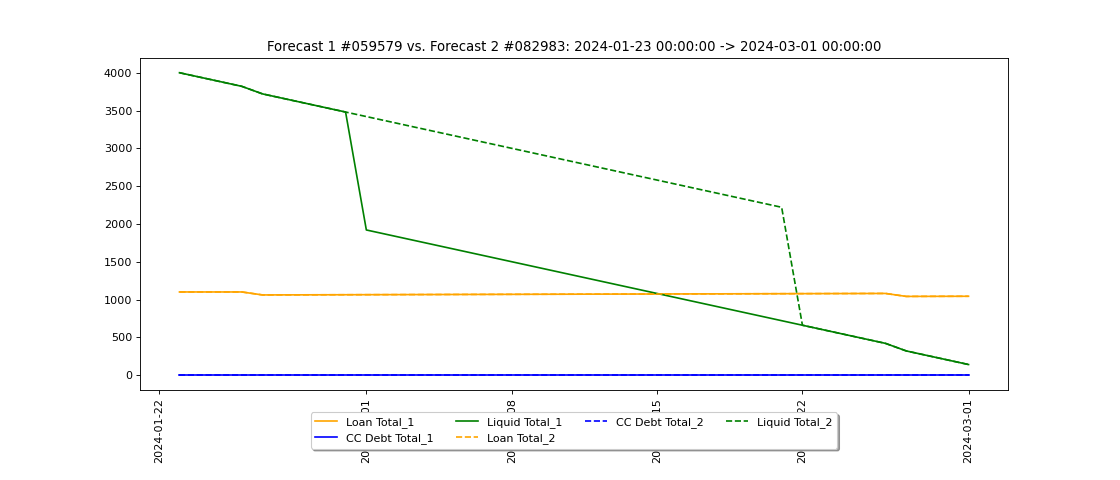 Forecast 1 #059579 vs. Forecast 2 #082983: 2024-01-23 00:00:00 -> 2024-03-01 00:00:00
4000
3500
3000
2500
2000
1500
1000
500
0
2024-01-22
2024-03-01
Loan Total_1
CC Debt Total_1
Liquid Total_1
Loan Total_2
CC Debt Total_2
Liquid Total_2